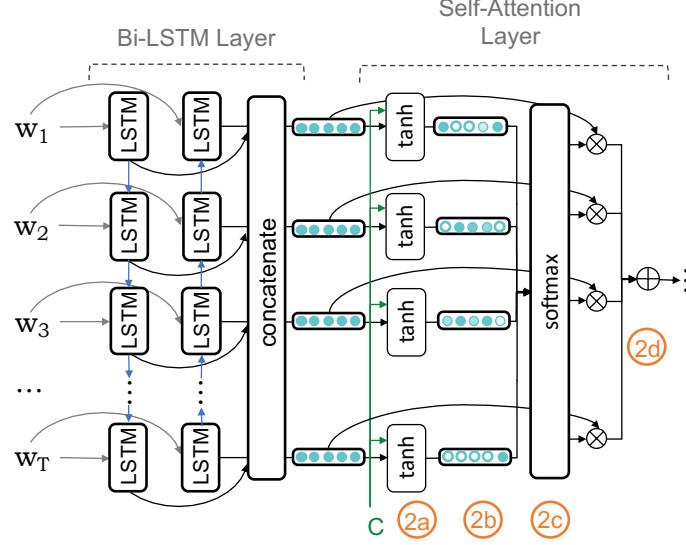 Self-Attention
Layer
Bi-LSTM Layer
w1 LSTM LSTM tanh
w2 LSTM LSTM tanh
w3 LSTM LSTM tanh
concatenate
softmax
2d
...
wT LSTM LSTM tanh
C 2a 2b 2c